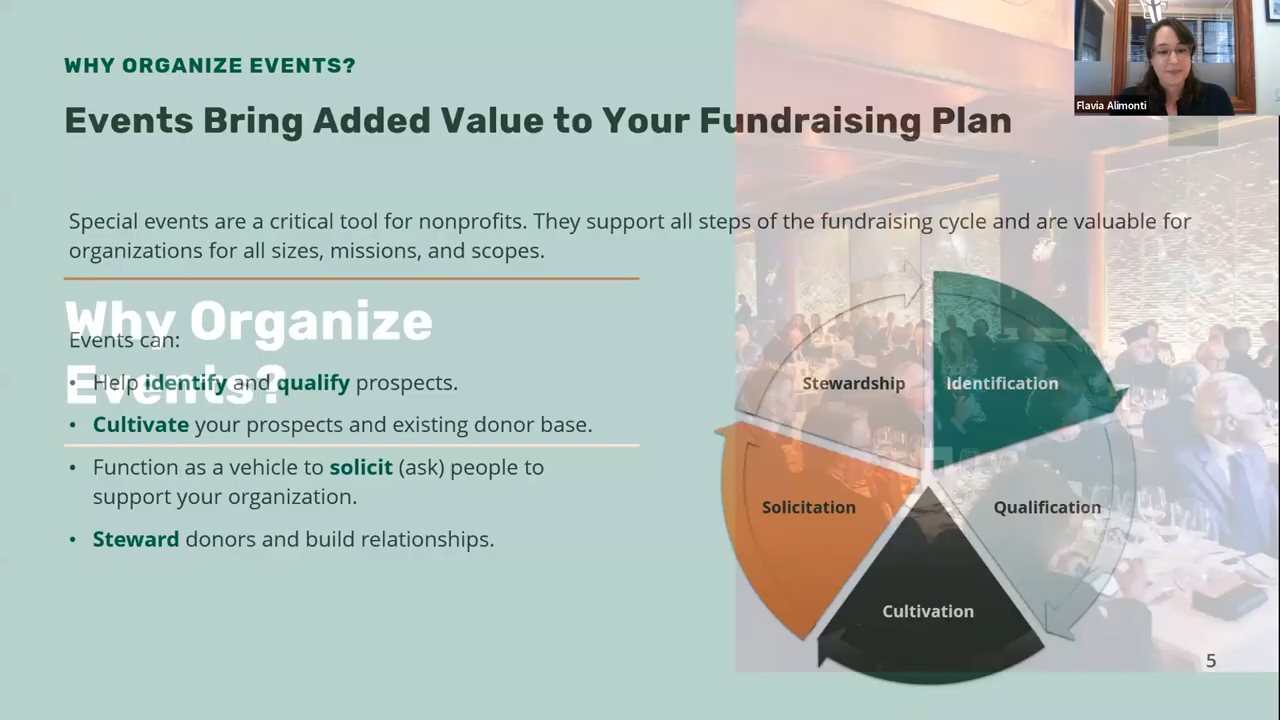 WHY ORGANIZE EVENTS?
Events Bring Added Value to Your Fundraising Plan
Flavia Alimonti
Special events are a critical tool for nonprofits. They support all steps of the fundraising cycle and are valuable for
organizations for all sizes, missions, and scopes.
Why Organize
Events?
Events can:
• Help identify and qualify prospects.
• Cultivate your prospects and existing donor base.
• Function as a vehicle to solicit (ask) people to
support your organization.
• Steward donors and build relationships.
Stewardship
Identification
Solicitation
Qualification
Cultivation
5